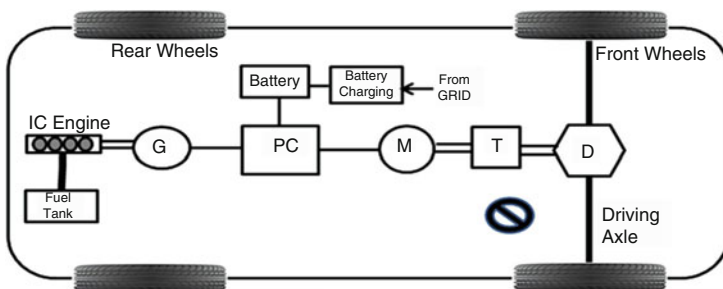 Rear Wheels
Front Wheels
Battery
Battery
Charging
From
GRID
IC Engine
G
PC
M
T
D
Fuel
Tank
Driving
Axle